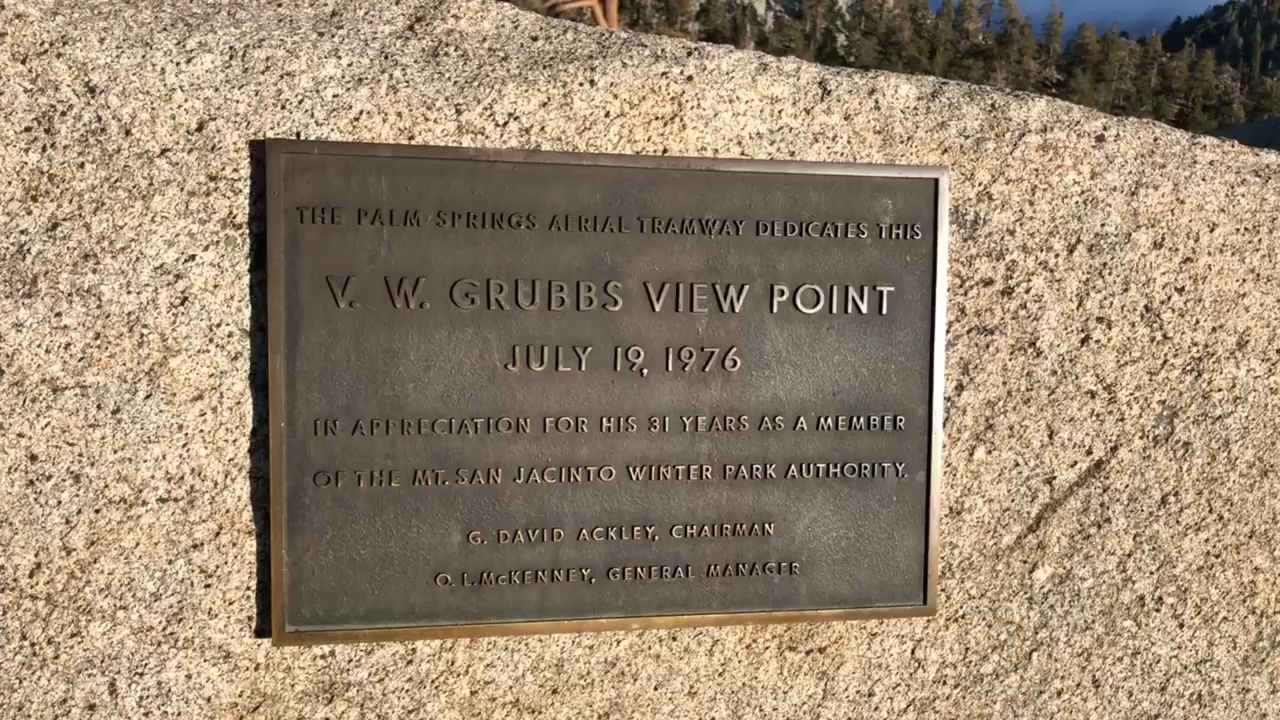 THE PALM SPRINGS AERIAL TRAMWAY DEDICATES THIS
V. W. GRUBBS VIEW POINT
JULY 19, 1976
IN APPRECIATION FOR HIS 31 YEARS AS A MEMBER
OF THE MT. SAN JACINTO WINTER PARK AUTHORITY.
G. DAVID ACKLEY, CHAIRMAN
O. L. McKENNEY, GENERAL MANAGER